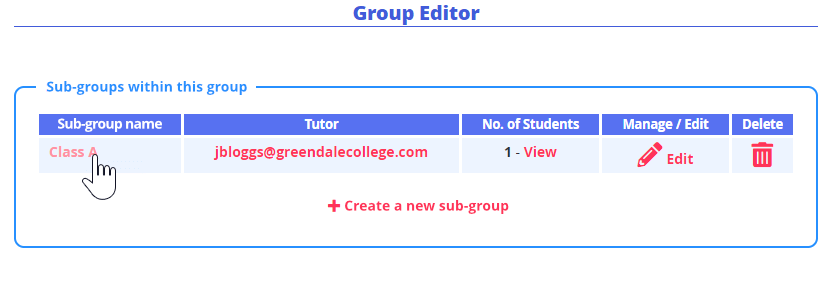 Group Editor
Sub-groups within this group
Sub-group name Tutor No. of Students Manage / Edit Delete
Class A jbloggs@greendalecollege.com 1 - View Edit
Create a new sub-group